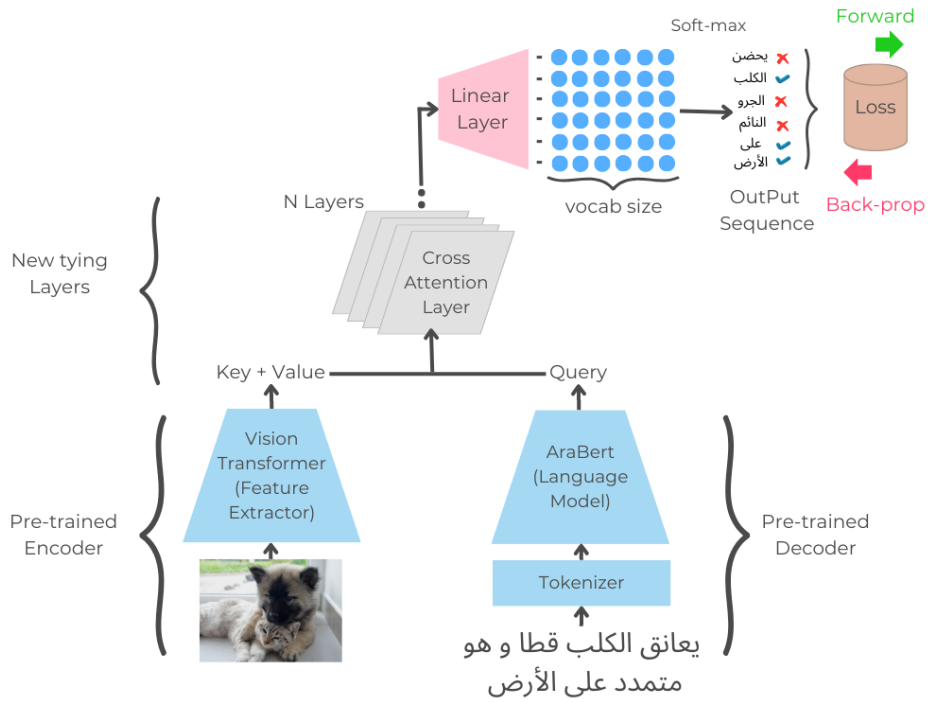 Forward
Soft-max
يحضن
الكلب
الجرو
النائم
على
الأرض
Loss
Linear
Layer
vocab size
OutPut
Sequence
Back-prop
N Layers
New tying
Layers
Cross
Attention
Layer
Key + Value
Query
Vision
Transformer
(Feature
Extractor)
AraBert
(Language
Model)
Pre-trained
Encoder
Pre-trained
Decoder
Tokenizer
يعانق الكلب قطا و هو
متمدد على الأرض